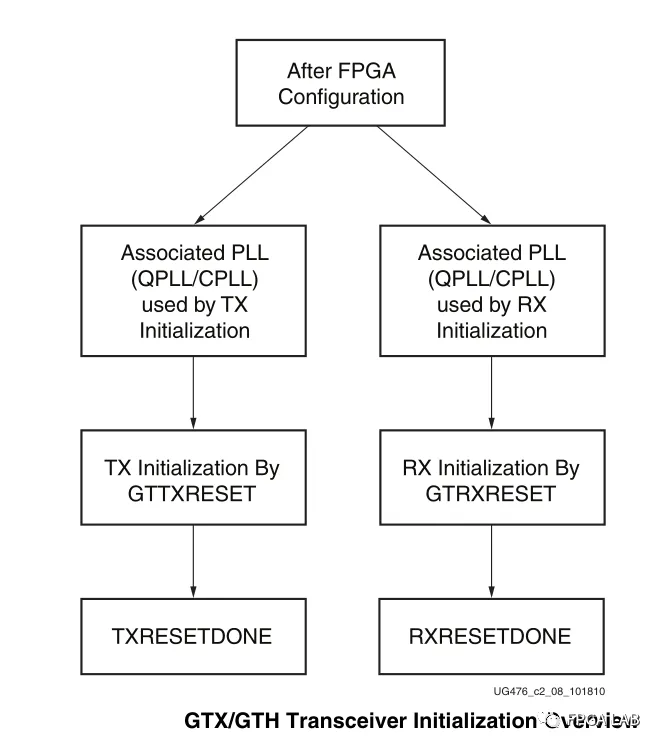 After FPGA
Configuration
Associated PLL
(QPLL/CPLL)
used by TX
Initialization
Associated PLL
(QPLL/CPLL)
used by RX
Initialization
TX Initialization By
GTTXRESET
RX Initialization By
GTRXRESET
TXRESETDONE
RXRESETDONE
UG476_c2_08_101810
GTX/GTH Transceiver Initialization Overview
FPGA LAB